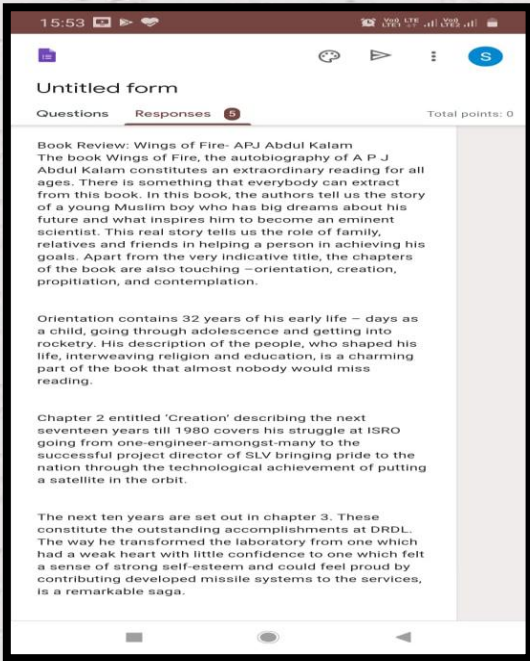 15:53
Vo)) LTE LTE1 Vo)) LTE2
S
Untitled form
Questions Responses 5 Total points: 0
Book Review: Wings of Fire- APJ Abdul Kalam
The book Wings of Fire, the autobiography of A P J
Abdul Kalam constitutes an extraordinary reading for all
ages. There is something that everybody can extract
from this book. In this book, the authors tell us the story
of a young Muslim boy who has big dreams about his
future and what inspires him to become an eminent
scientist. This real story tells us the role of family,
relatives and friends in helping a person in achieving his
goals. Apart from the very indicative title, the chapters
of the book are also touching –orientation, creation,
propitiation, and contemplation.
Orientation contains 32 years of his early life – days as
a child, going through adolescence and getting into
rocketry. His description of the people, who shaped his
life, interweaving religion and education, is a charming
part of the book that almost nobody would miss
reading.
Chapter 2 entitled ‘Creation’ describing the next
seventeen years till 1980 covers his struggle at ISRO
going from one-engineer-amongst-many to the
successful project director of SLV bringing pride to the
nation through the technological achievement of putting
a satellite in the orbit.
The next ten years are set out in chapter 3. These
constitute the outstanding accomplishments at DRDL.
The way he transformed the laboratory from one which
had a weak heart with little confidence to one which felt
a sense of strong self-esteem and could feel proud by
contributing developed missile systems to the services,
is a remarkable saga.